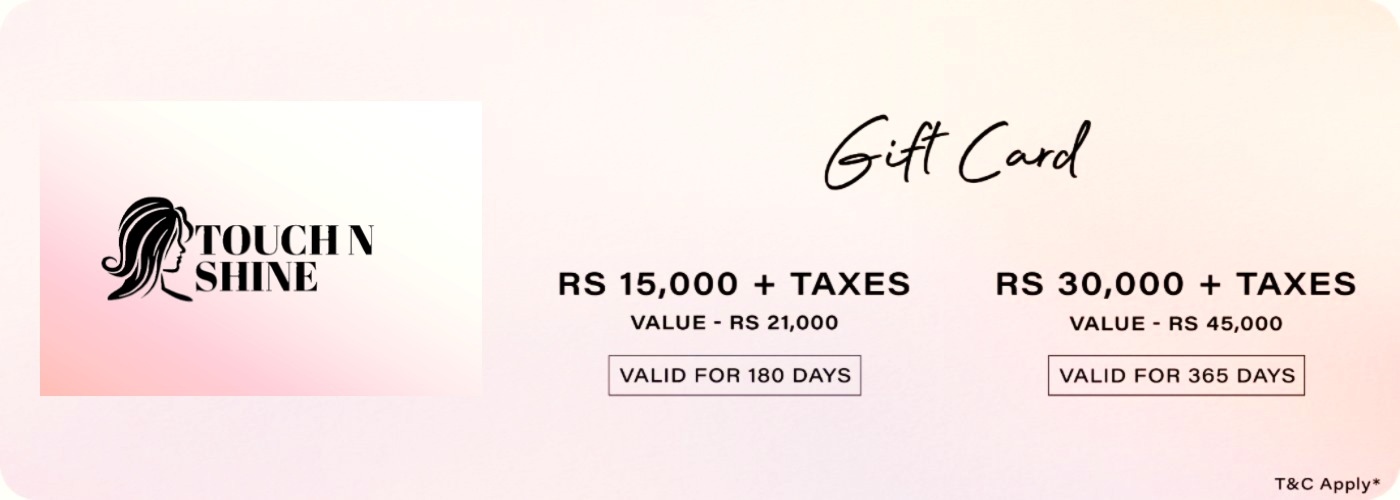 TOUCH N
SHINE
Gift Card
RS 15,000 + TAXES
VALUE - RS 21,000
VALID FOR 180 DAYS
RS 30,000 + TAXES
VALUE - RS 45,000
VALID FOR 365 DAYS
T&C Apply*